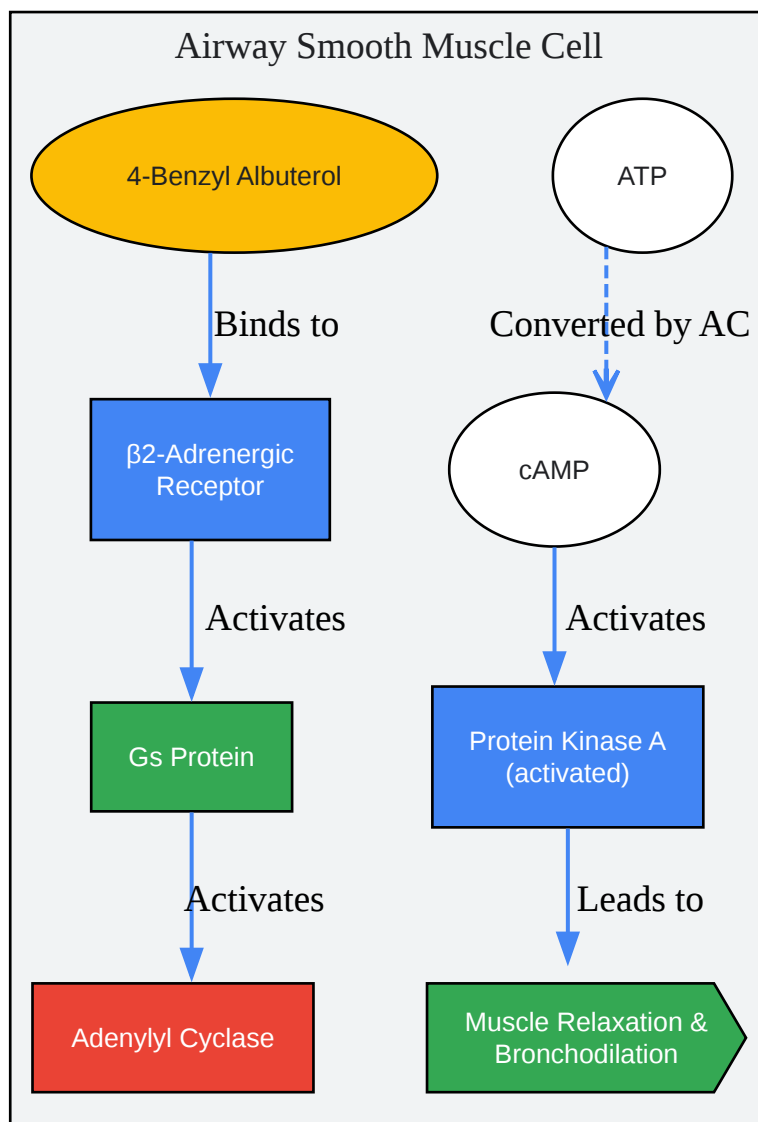 Airway Smooth Muscle Cell
4-Benzyl Albuterol
Binds to
β2-Adrenergic
Receptor
Activates
Gs Protein
Activates
Adenylyl Cyclase
ATP
Converted by AC
cAMP
Activates
Protein Kinase A
(activated)
Leads to
Muscle Relaxation &
Bronchodilation